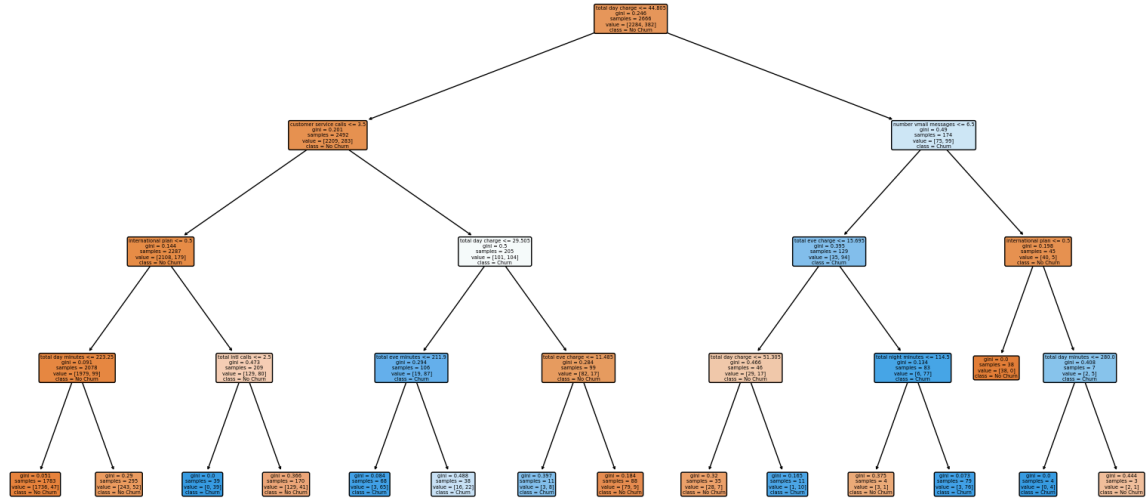 total day charge <= 44.805
gini = 0.246
samples = 2666
value = [2284, 382]
class = No Churn
customer service calls <= 3.5
gini = 0.201
samples = 2492
value = [2209, 283]
class = No Churn
number vmail messages <= 6.5
gini = 0.49
samples = 174
value = [75, 99]
class = Churn
international plan <= 0.5
gini = 0.144
samples = 2287
value = [2108, 179]
class = No Churn
total day charge <= 29.505
gini = 0.5
samples = 205
value = [101, 104]
class = Churn
total eve charge <= 15.695
gini = 0.395
samples = 129
value = [35, 94]
class = Churn
international plan <= 0.5
gini = 0.198
samples = 45
value = [40, 5]
class = No Churn
total day minutes <= 223.25
gini = 0.091
samples = 2078
value = [1979, 99]
class = No Churn
total intl calls <= 2.5
gini = 0.473
samples = 209
value = [129, 80]
class = No Churn
total eve minutes <= 211.9
gini = 0.294
samples = 106
value = [19, 87]
class = Churn
total eve charge <= 11.485
gini = 0.284
samples = 99
value = [82, 17]
class = No Churn
total day charge <= 51.305
gini = 0.466
samples = 46
value = [29, 17]
class = No Churn
total night minutes <= 114.5
gini = 0.134
samples = 83
value = [6, 77]
class = Churn
gini = 0.0
samples = 38
value = [38, 0]
class = No Churn
total day minutes <= 280.0
gini = 0.408
samples = 7
value = [2, 5]
class = Churn
gini = 0.051
samples = 1783
value = [1736, 47]
class = No Churn
gini = 0.29
samples = 295
value = [243, 52]
class = No Churn
gini = 0.0
samples = 39
value = [0, 39]
class = Churn
gini = 0.366
samples = 170
value = [129, 41]
class = No Churn
gini = 0.084
samples = 68
value = [3, 65]
class = Churn
gini = 0.488
samples = 38
value = [16, 22]
class = Churn
gini = 0.397
samples = 11
value = [3, 8]
class = Churn
gini = 0.184
samples = 88
value = [79, 9]
class = No Churn
gini = 0.32
samples = 35
value = [28, 7]
class = No Churn
gini = 0.165
samples = 11
value = [1, 10]
class = Churn
gini = 0.375
samples = 4
value = [3, 1]
class = No Churn
gini = 0.073
samples = 79
value = [3, 76]
class = Churn
gini = 0.0
samples = 4
value = [0, 4]
class = Churn
gini = 0.444
samples = 3
value = [2, 1]
class = No Churn